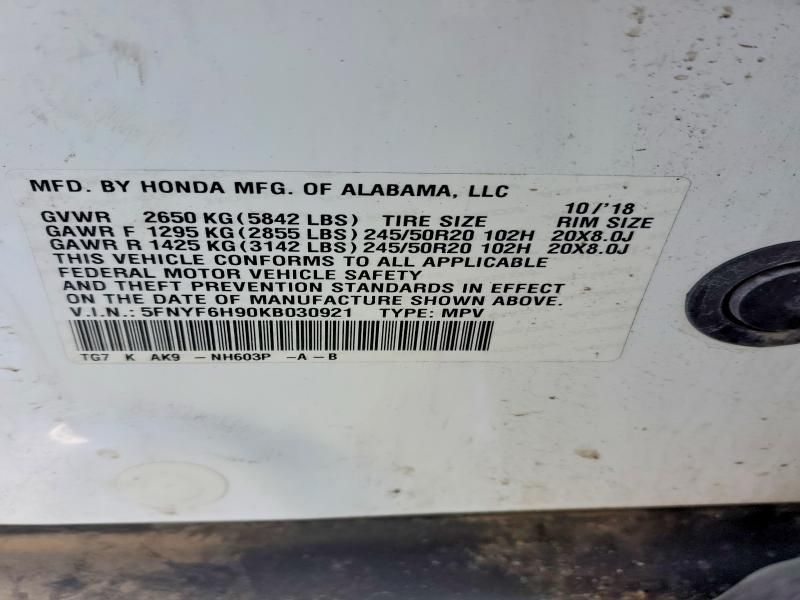 MFD. BY HONDA MFG. OF ALABAMA, LLC
10/'18
GVWR 2650 KG(5842 LBS) TIRE SIZE RIM SIZE
GAWR F 1295 KG(2855 LBS)245/50R20 102H 20X8.0J
GAWR R 1425 KG(3142 LBS)245/50R20 102H 20X8.0J
THIS VEHICLE CONFORMS TO ALL APPLICABLE
FEDERAL MOTOR VEHICLE SAFETY
AND THEFT PREVENTION STANDARDS IN EFFECT
ON THE DATE OF MANUFACTURE SHOWN ABOVE.
V.I.N.: 5FNYF6H90KB030921 TYPE: MPV
TG7 K AK9 -NH603P -A-B